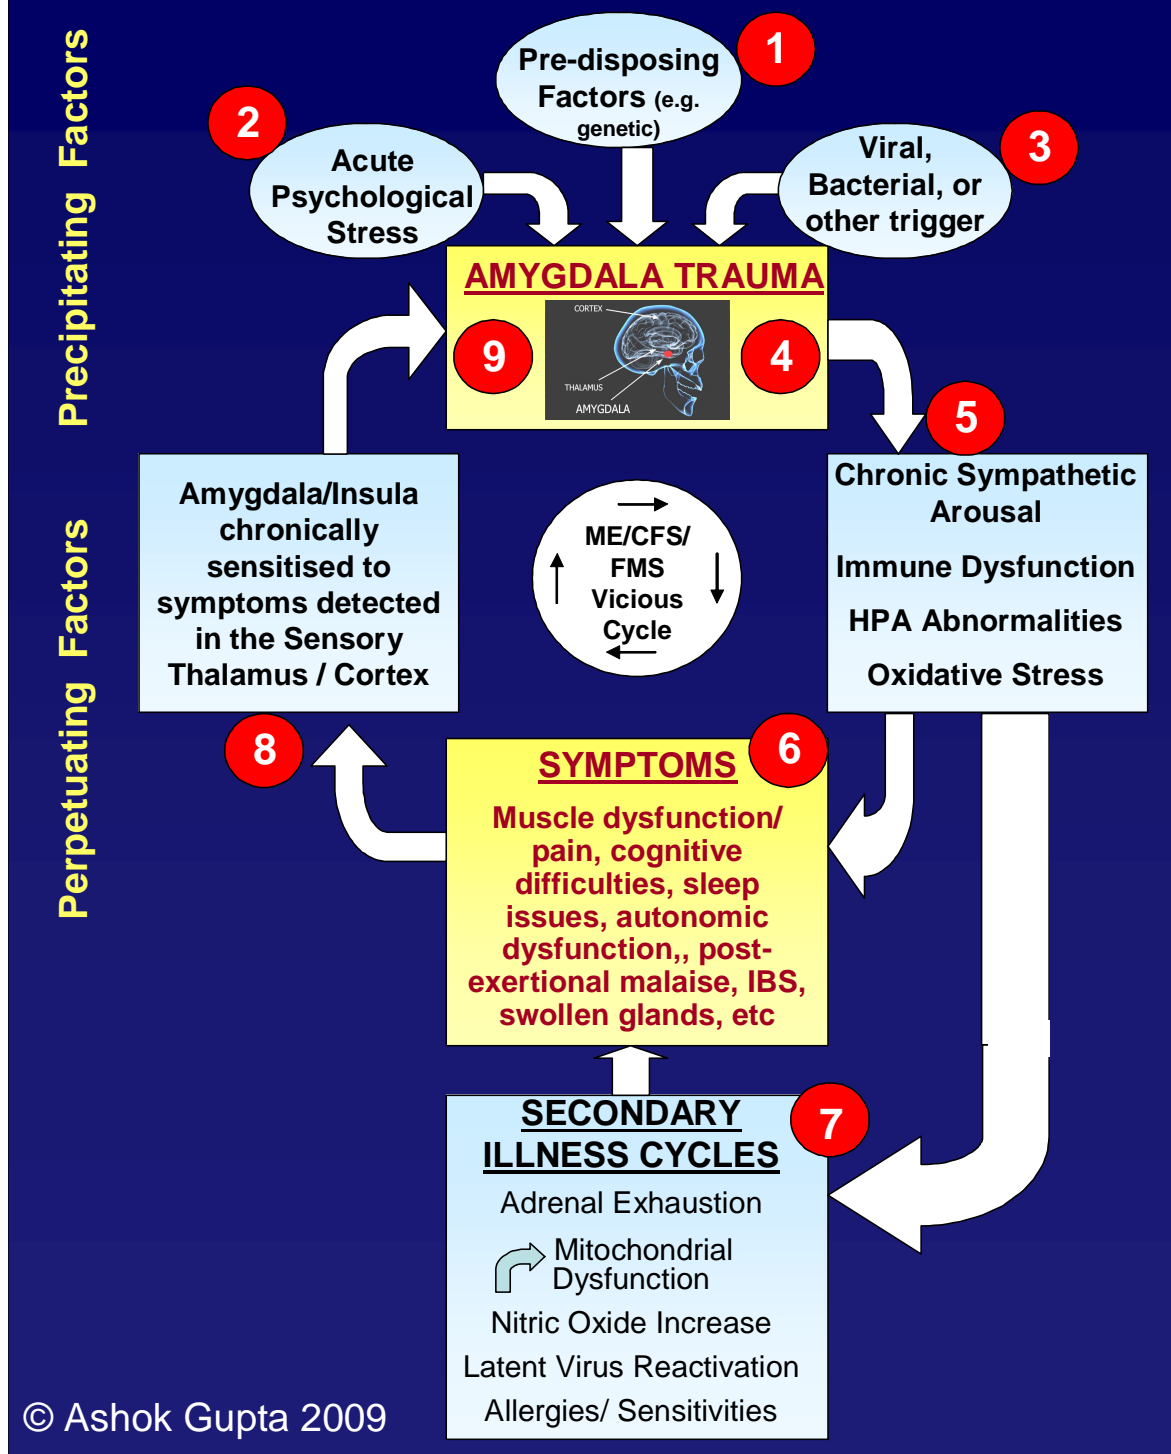 Precipitating Factors
Perpetuating Factors
1
Pre-disposing
Factors (e.g.
genetic)
2
Acute
Psychological
Stress
3
Viral,
Bacterial, or
other trigger
AMYGDALA TRAUMA
9
CORTEX
THALAMUS
AMYGDALA
4
5
Chronic Sympathetic
Arousal
Immune Dysfunction
HPA Abnormalities
Oxidative Stress
Amygdala/Insula
chronically
sensitised to
symptoms detected
in the Sensory
Thalamus / Cortex
ME/CFS/
FMS
Vicious
Cycle
8
6
SYMPTOMS
Muscle dysfunction/
pain, cognitive
difficulties, sleep
issues, autonomic
dysfunction,, post-
exertional malaise, IBS,
swollen glands, etc
7
SECONDARY
ILLNESS CYCLES
Adrenal Exhaustion
Mitochondrial
Dysfunction
Nitric Oxide Increase
Latent Virus Reactivation
Allergies/ Sensitivities
© Ashok Gupta 2009